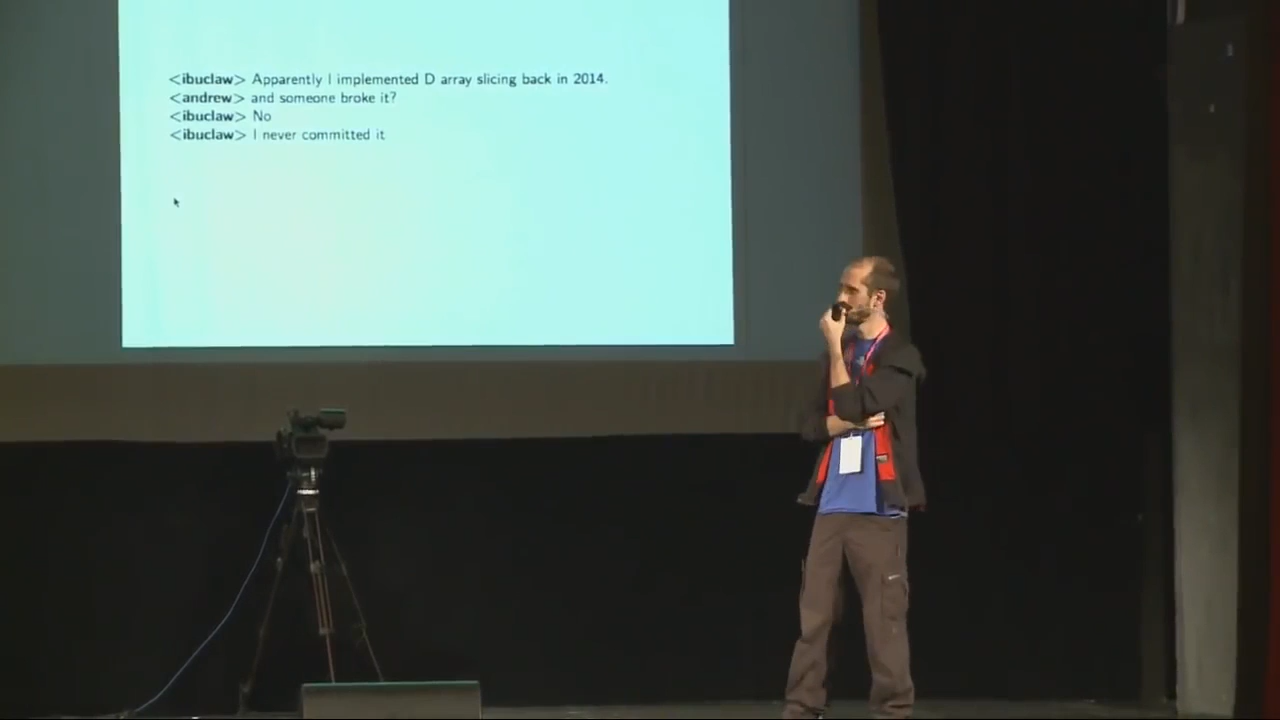 <ibuclaw> Apparently I implemented D array slicing back in 2014.
<andrew> and someone broke it?
<ibuclaw> No
<ibuclaw> I never committed it